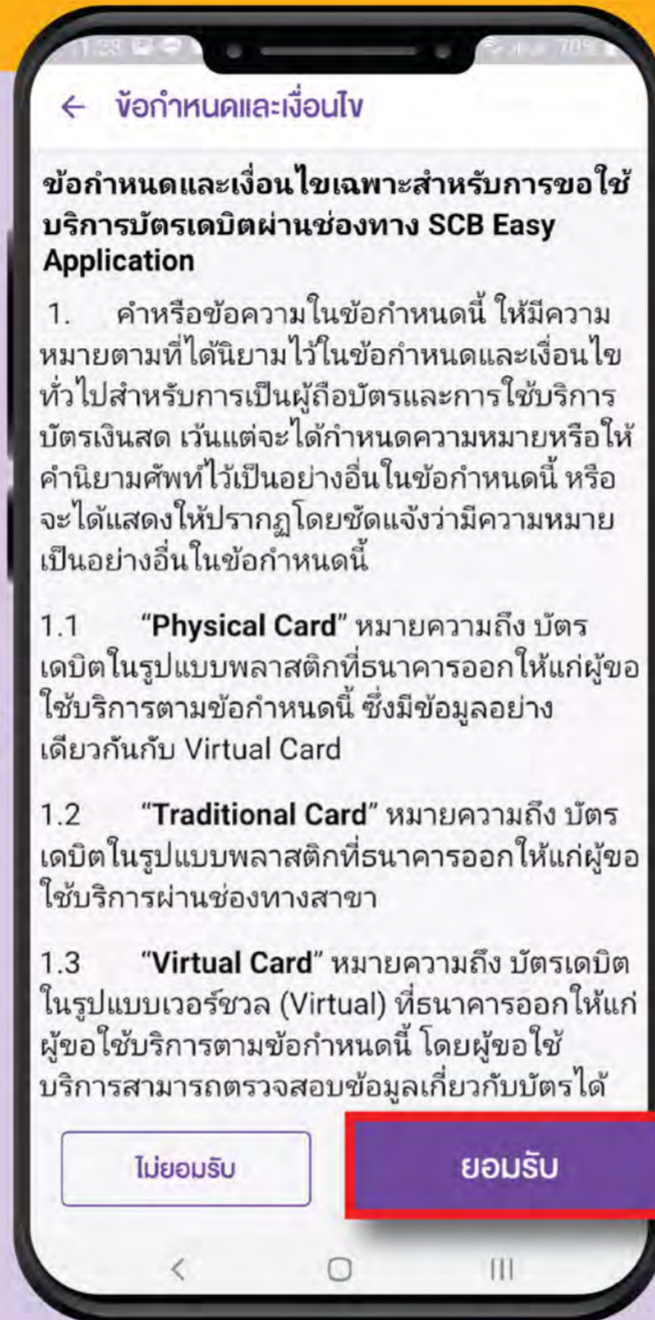 ข้อกำหนดและเงื่อนไข
ข้อกำหนดและเงื่อนไขเฉพาะสำหรับการขอใช้
บริการบัตรเดบิตผ่านช่องทาง SCB Easy
Application
1. คำหรือข้อความในข้อกำหนดนี้ ให้มีความ
หมายตามที่ได้นิยามไว้ในข้อกำหนดและเงื่อนไข
ทั่วไปสำหรับการเป็นผู้ถือบัตรและการใช้บริการ
บัตรเงินสด เว้นแต่จะได้กำหนดความหมายหรือให้
คำนิยามศัพท์ไว้เป็นอย่างอื่นในข้อกำหนดนี้ หรือ
จะได้แสดงให้ปรากฏโดยชัดแจ้งว่ามีความหมาย
เป็นอย่างอื่นในข้อกำหนดนี้
1.1 “Physical Card” หมายความถึง บัตร
เดบิตในรูปแบบพลาสติกที่ธนาคารออกให้แก่ผู้ขอ
ใช้บริการตามข้อกำหนดนี้ ซึ่งมีข้อมูลอย่าง
เดียวกันกับ Virtual Card
1.2 “Traditional Card” หมายความถึง บัตร
เดบิตในรูปแบบพลาสติกที่ธนาคารออกให้แก่ผู้ขอ
ใช้บริการผ่านช่องทางสาขา
1.3 “Virtual Card” หมายความถึง บัตรเดบิต
ในรูปแบบเวอร์ชวล (Virtual) ที่ธนาคารออกให้แก่
ผู้ขอใช้บริการตามข้อกำหนดนี้ โดยผู้ขอใช้
บริการสามารถตรวจสอบข้อมูลเกี่ยวกับบัตรได้
ไม่ยอมรับ
ยอมรับ